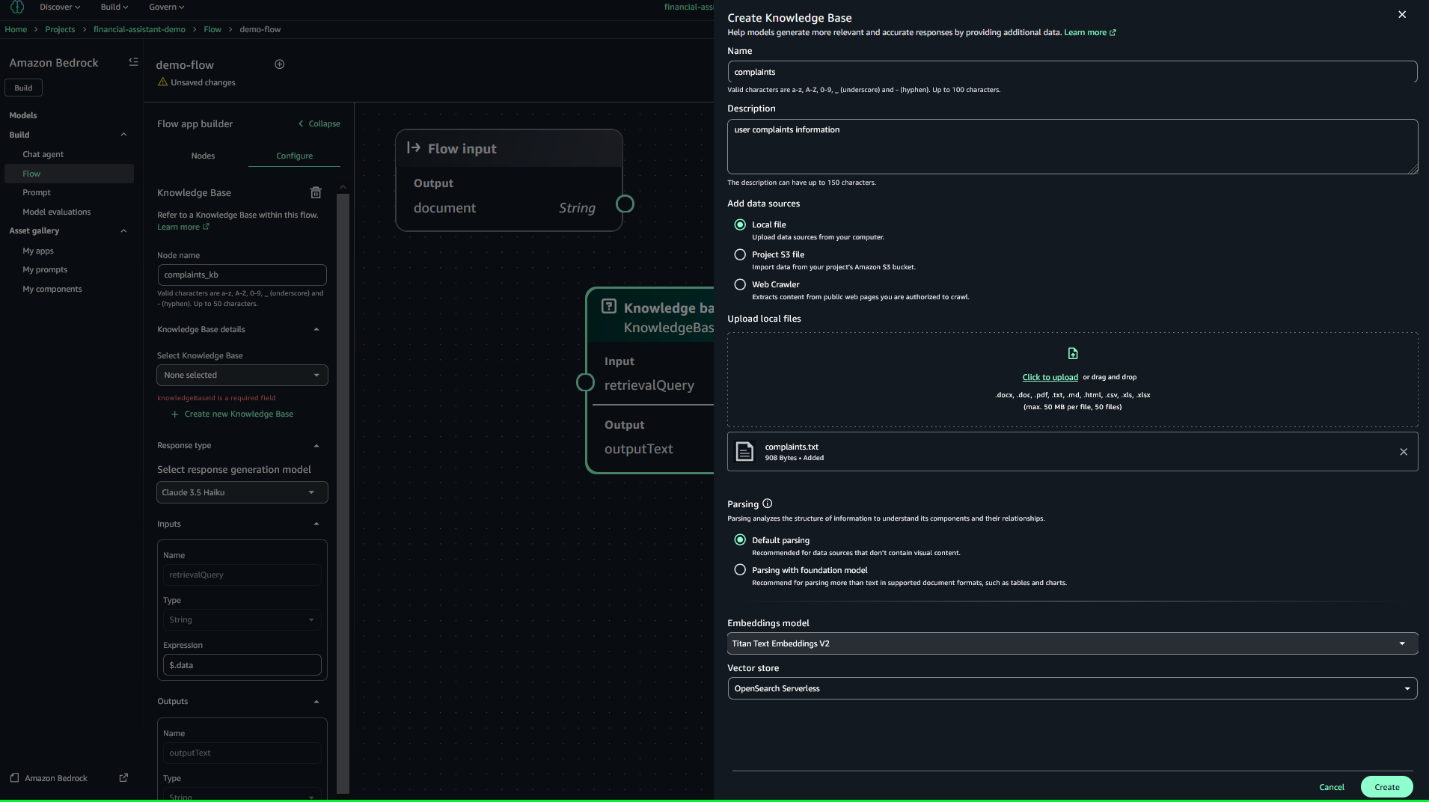 Discover
Build
Govern
financial-assi
Home
Projects
financial-assistant-demo
Flow
demo-flow
Amazon Bedrock
Build
Models
Build
Chat agent
Flow
Prompt
Model evaluations
Asset gallery
My apps
My prompts
My components
Amazon Bedrock
demo-flow
Unsaved changes
Flow app builder
Collapse
Nodes
Configure
Knowledge Base
Refer to a Knowledge Base within this flow.
Learn more
Node name
complaints_kb
Valid characters are a-z, A-Z, 0-9, _ (underscore) and
- (hyphen). Up to 50 characters.
Knowledge Base details
Select Knowledge Base
None selected
knowledgeBaseId is a required field
+ Create new Knowledge Base
Response type
Select response generation model
Claude 3.5 Haiku
Inputs
Name
retrievalQuery
Type
String
Expression
$.data
Outputs
Name
outputText
Type
String
Flow input
Output
document String
Knowledge ba
KnowledgeBas
Input
retrievalQuery
Output
outputText
Create Knowledge Base
Help models generate more relevant and accurate responses by providing additional data. Learn more
Name
complaints
Valid characters are a-z, A-Z, 0-9, _ (underscore) and - (hyphen). Up to 100 characters.
Description
user complaints information
The description can have up to 150 characters.
Add data sources
Local file
Upload data sources from your computer.
Project S3 file
Import data from your project's Amazon S3 bucket.
Web Crawler
Extracts content from public web pages you are authorized to crawl.
Upload local files
Click to upload or drag and drop
.docx, .doc, .pdf, .txt, .md, .html, .csv, .xls, .xlsx
(max. 50 MB per file, 50 files)
complaints.txt
908 Bytes • Added
Parsing
Parsing analyzes the structure of information to understand its components and their relationships.
Default parsing
Recommended for data sources that don't contain visual content.
Parsing with foundation model
Recommend for parsing more than text in supported document formats, such as tables and charts.
Embeddings model
Titan Text Embeddings V2
Vector store
OpenSearch Serverless
Cancel
Create